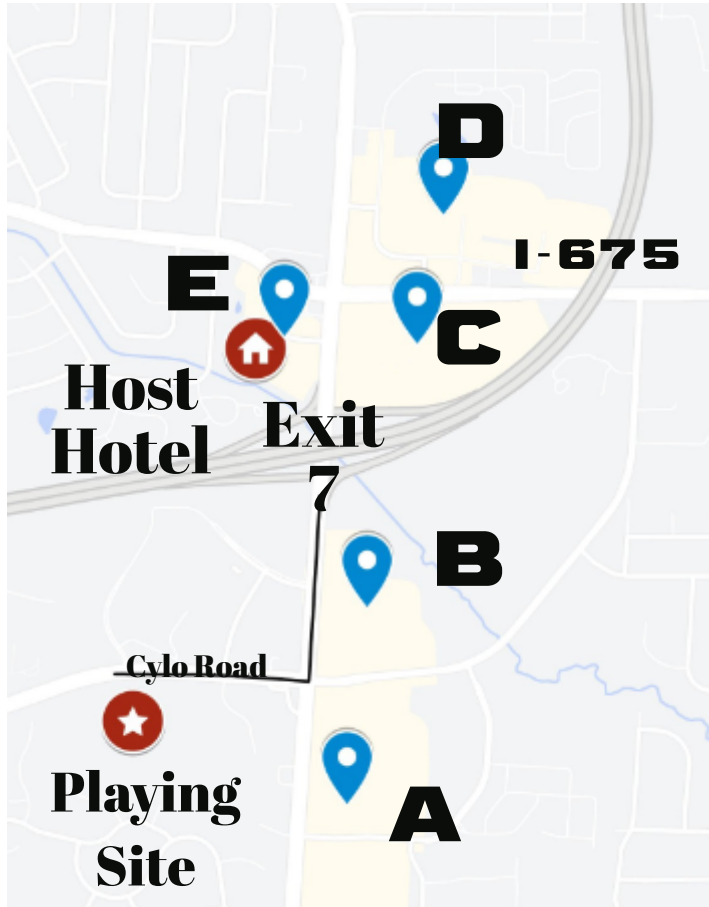 D
I-675
E
C
Host
Hotel
Exit
7
B
Cylo Road
Playing
Site
A